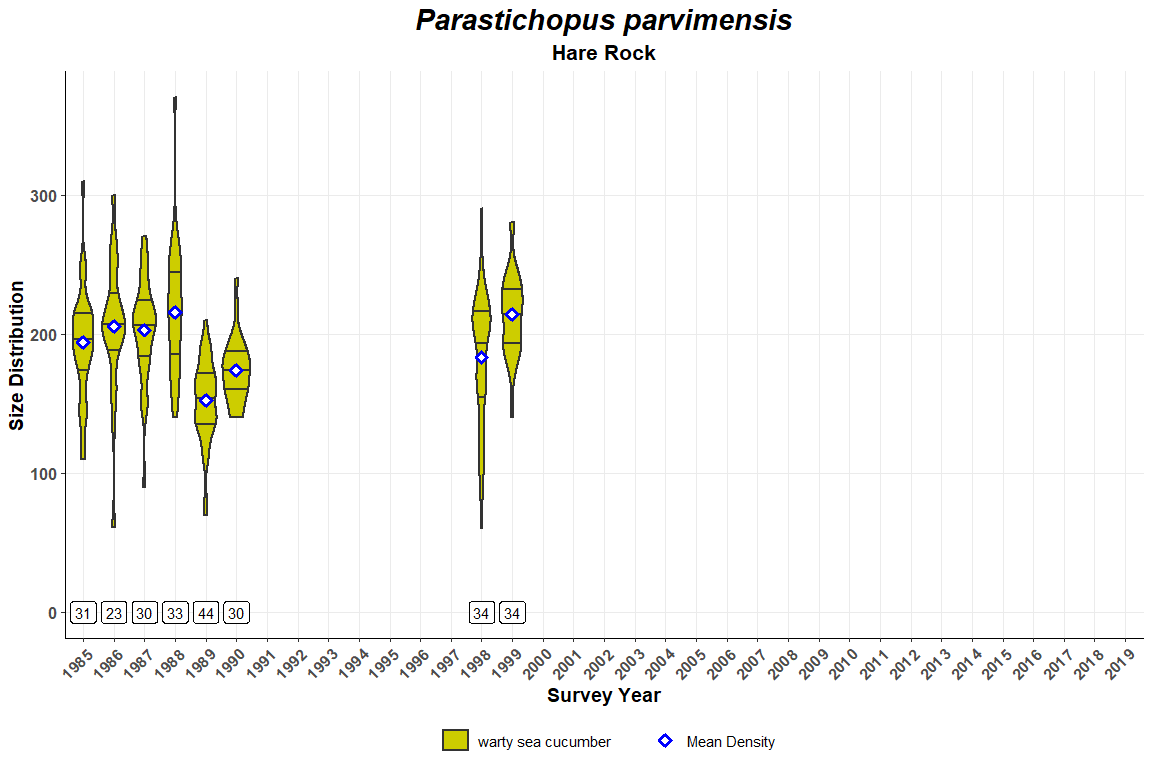 Parastichopus parvimensis
Hare Rock
Size Distribution
300
200
100
0
31 23 30 33 44 30 34 34
1985 1986 1987 1988 1989 1990 1991 1992 1993 1994 1995 1996 1997 1998 1999 2000 2001 2002 2003 2004 2005 2006 2007 2008 2009 2010 2011 2012 2013 2014 2015 2016 2017 2018 2019
Survey Year
warty sea cucumber Mean Density